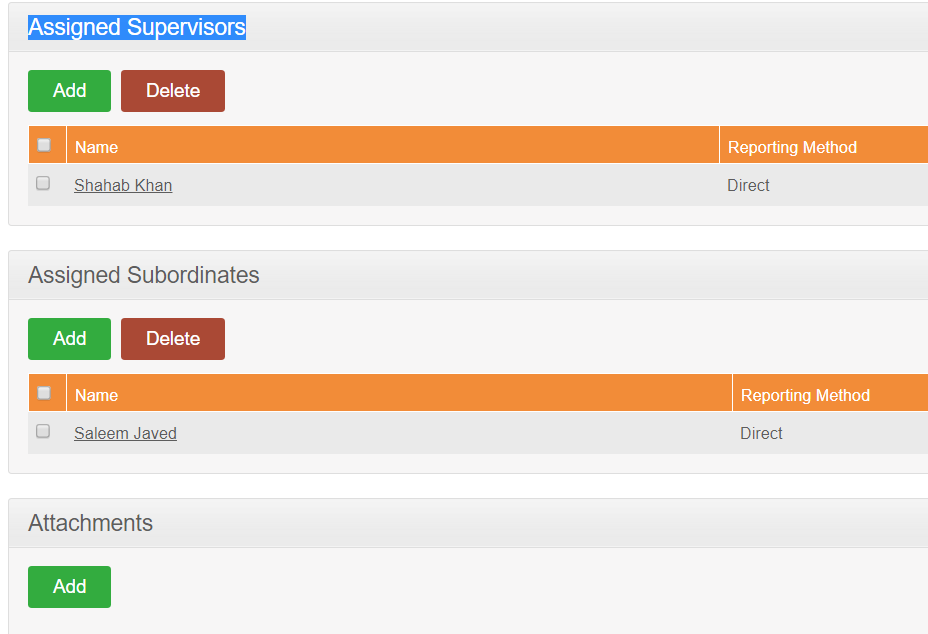 Assigned Supervisors
Add Delete
Name Reporting Method
Shahab Khan Direct
Assigned Subordinates
Add Delete
Name Reporting Method
Saleem Javed Direct
Attachments
Add